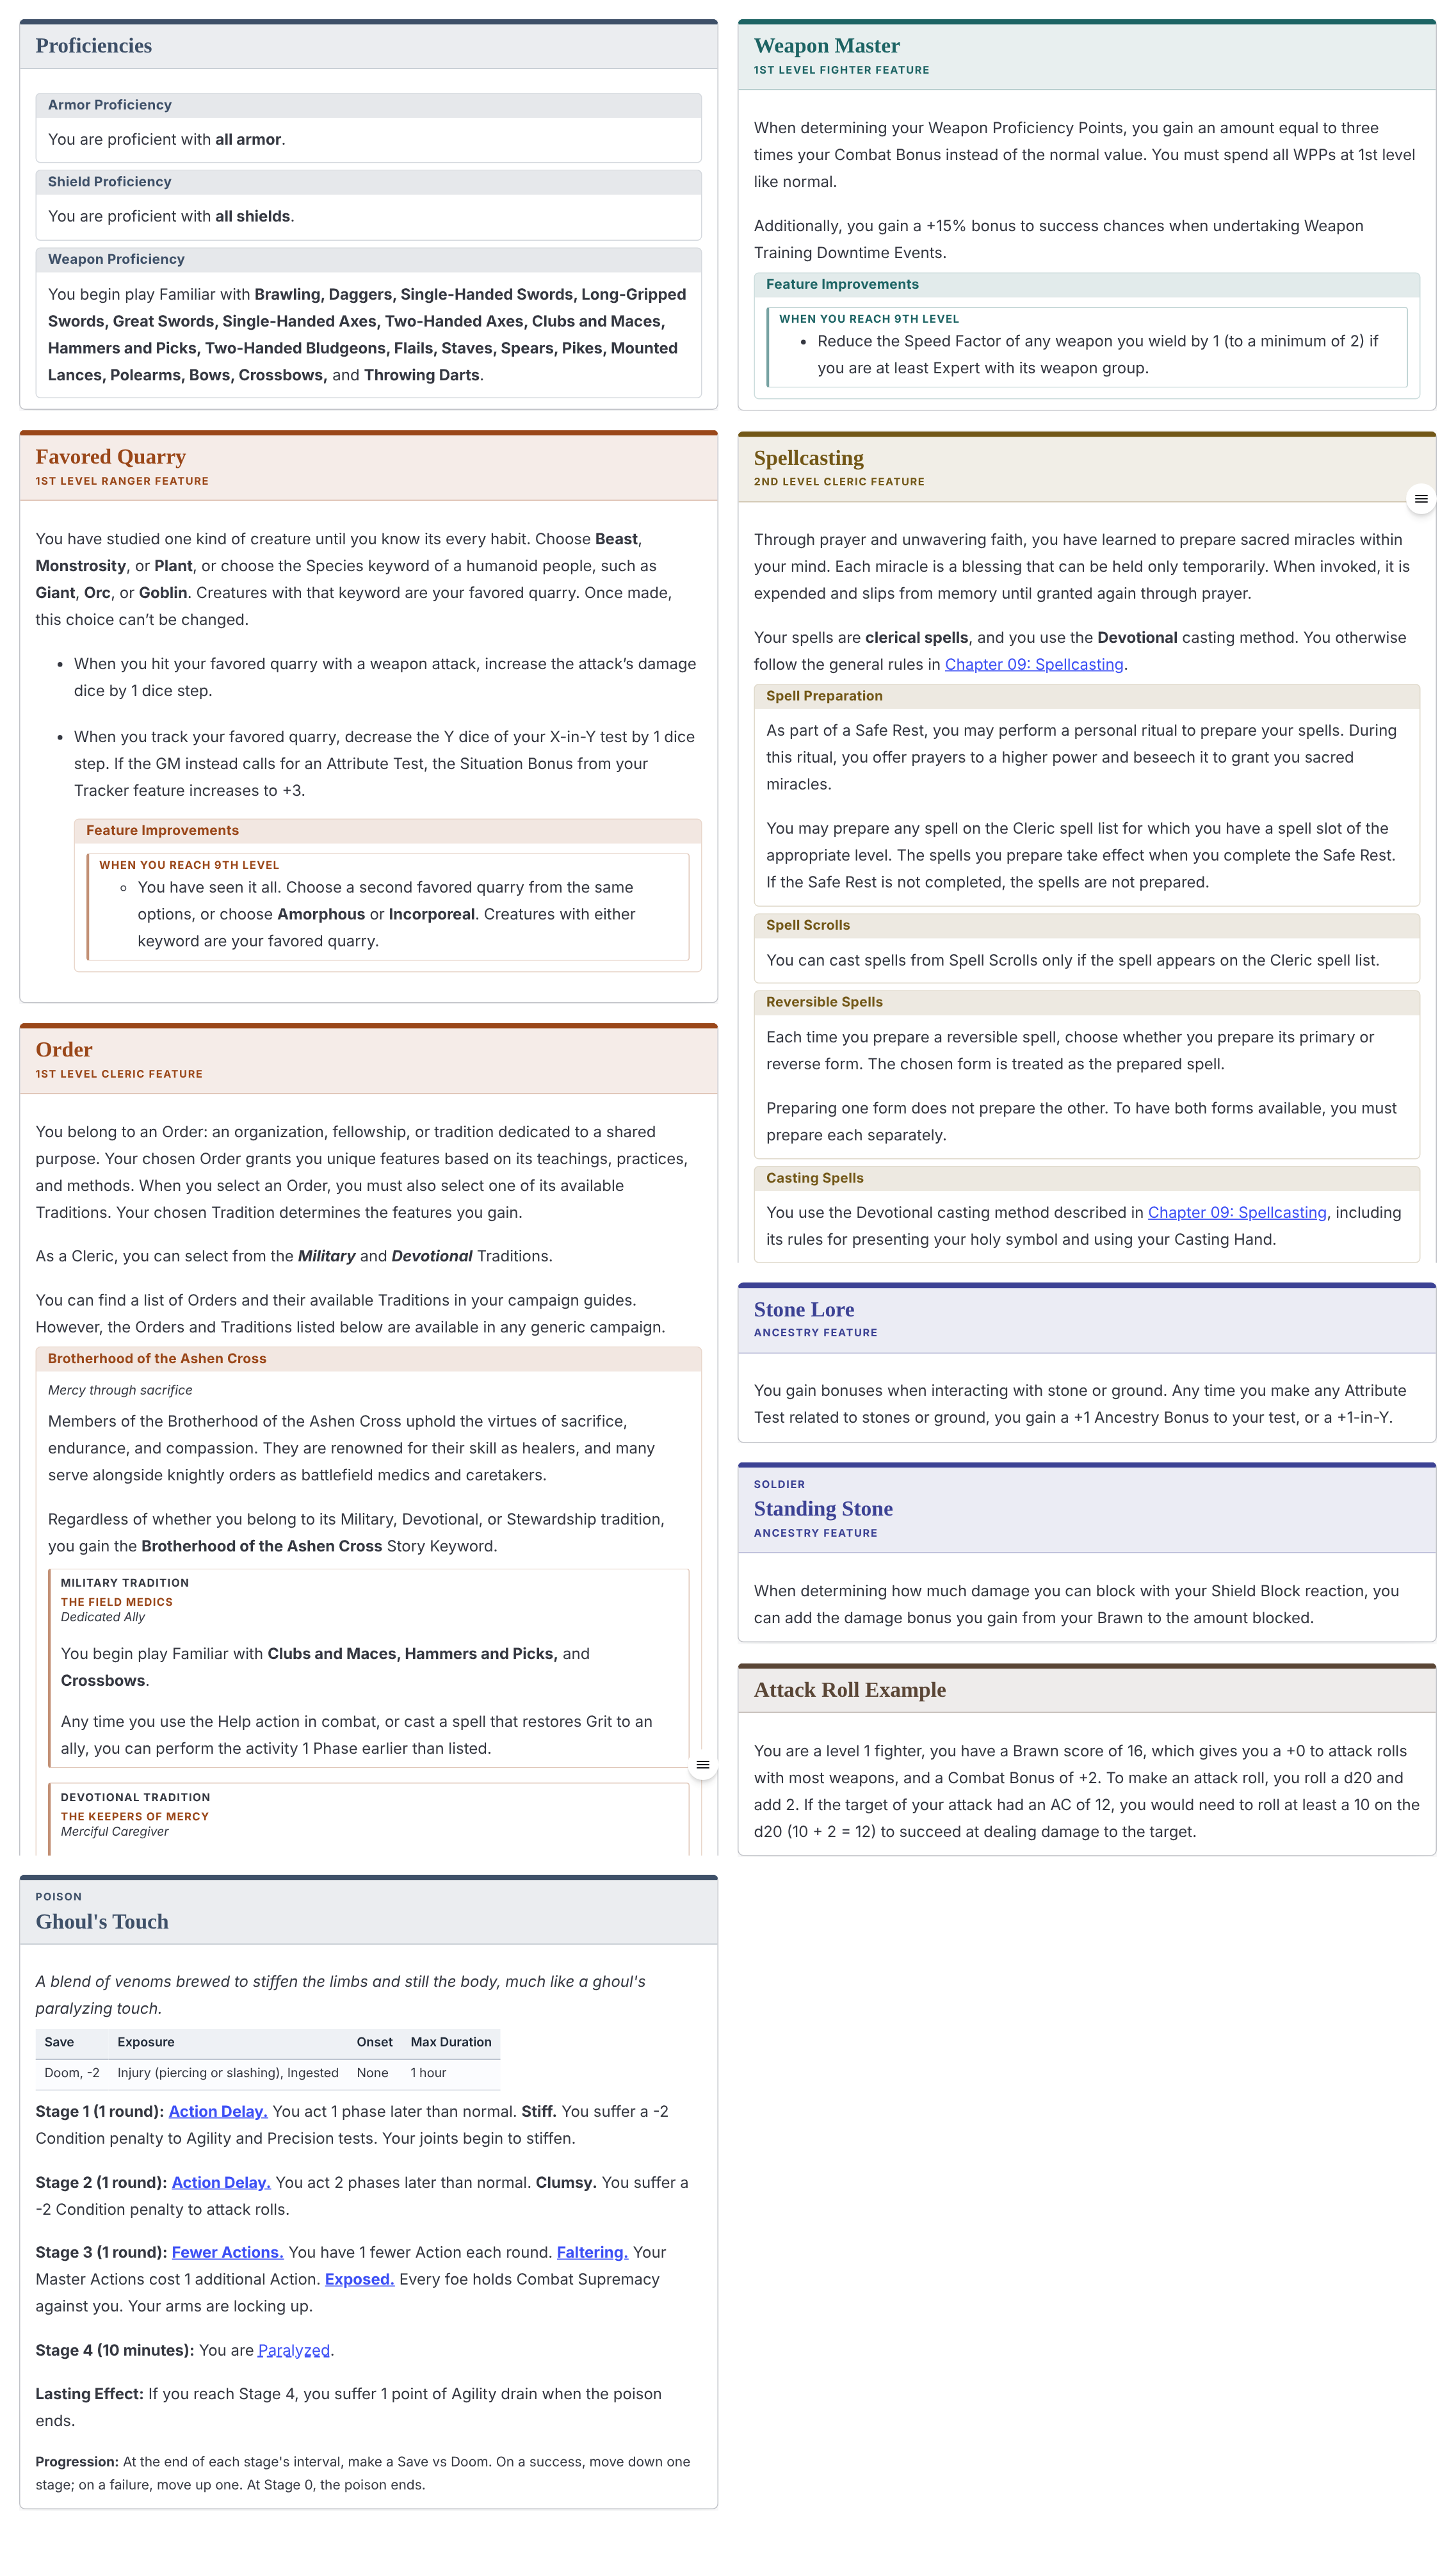 Proficiencies
Armor Proficiency
You are proficient with all armor.
Shield Proficiency
You are proficient with all shields.
Weapon Proficiency
You begin play Familiar with Brawling, Daggers, Single-Handed Swords, Long-Gripped
Swords, Great Swords, Single-Handed Axes, Two-Handed Axes, Clubs and Maces,
Hammers and Picks, Two-Handed Bludgeons, Flails, Staves, Spears, Pikes, Mounted
Lances, Polearms, Bows, Crossbows, and Throwing Darts.
Favored Quarry
1ST LEVEL RANGER FEATURE
You have studied one kind of creature until you know its every habit. Choose Beast,
Monstrosity, or Plant, or choose the Species keyword of a humanoid people, such as
Giant, Orc, or Goblin. Creatures with that keyword are your favored quarry. Once made,
this choice can’t be changed.
• When you hit your favored quarry with a weapon attack, increase the attack’s damage
dice by 1 dice step.
• When you track your favored quarry, decrease the Y dice of your X-in-Y test by 1 dice
step. If the GM instead calls for an Attribute Test, the Situation Bonus from your
Tracker feature increases to +3.
Feature Improvements
WHEN YOU REACH 9TH LEVEL
◦ You have seen it all. Choose a second favored quarry from the same
options, or choose Amorphous or Incorporeal. Creatures with either
keyword are your favored quarry.
Order
1ST LEVEL CLERIC FEATURE
You belong to an Order: an organization, fellowship, or tradition dedicated to a shared
purpose. Your chosen Order grants you unique features based on its teachings, practices,
and methods. When you select an Order, you must also select one of its available
Traditions. Your chosen Tradition determines the features you gain.
As a Cleric, you can select from the Military and Devotional Traditions.
You can find a list of Orders and their available Traditions in your campaign guides.
However, the Orders and Traditions listed below are available in any generic campaign.
Brotherhood of the Ashen Cross
Mercy through sacrifice
Members of the Brotherhood of the Ashen Cross uphold the virtues of sacrifice,
endurance, and compassion. They are renowned for their skill as healers, and many
serve alongside knightly orders as battlefield medics and caretakers.
Regardless of whether you belong to its Military, Devotional, or Stewardship tradition,
you gain the Brotherhood of the Ashen Cross Story Keyword.
MILITARY TRADITION
THE FIELD MEDICS
Dedicated Ally
You begin play Familiar with Clubs and Maces, Hammers and Picks, and
Crossbows.
Any time you use the Help action in combat, or cast a spell that restores Grit to an
ally, you can perform the activity 1 Phase earlier than listed.
DEVOTIONAL TRADITION
THE KEEPERS OF MERCY
Merciful Caregiver
POISON
Ghoul's Touch
A blend of venoms brewed to stiffen the limbs and still the body, much like a ghoul's
paralyzing touch.
Save Exposure Onset Max Duration
Doom, -2 Injury (piercing or slashing), Ingested None 1 hour
Stage 1 (1 round): Action Delay. You act 1 phase later than normal. Stiff. You suffer a -2
Condition penalty to Agility and Precision tests. Your joints begin to stiffen.
Stage 2 (1 round): Action Delay. You act 2 phases later than normal. Clumsy. You suffer a
-2 Condition penalty to attack rolls.
Stage 3 (1 round): Fewer Actions. You have 1 fewer Action each round. Faltering. Your
Master Actions cost 1 additional Action. Exposed. Every foe holds Combat Supremacy
against you. Your arms are locking up.
Stage 4 (10 minutes): You are Paralyzed.
Lasting Effect: If you reach Stage 4, you suffer 1 point of Agility drain when the poison
ends.
Progression: At the end of each stage's interval, make a Save vs Doom. On a success, move down one
stage; on a failure, move up one. At Stage 0, the poison ends.
Weapon Master
1ST LEVEL FIGHTER FEATURE
When determining your Weapon Proficiency Points, you gain an amount equal to three
times your Combat Bonus instead of the normal value. You must spend all WPPs at 1st level
like normal.
Additionally, you gain a +15% bonus to success chances when undertaking Weapon
Training Downtime Events.
Feature Improvements
WHEN YOU REACH 9TH LEVEL
• Reduce the Speed Factor of any weapon you wield by 1 (to a minimum of 2) if
you are at least Expert with its weapon group.
Spellcasting
2ND LEVEL CLERIC FEATURE
Through prayer and unwavering faith, you have learned to prepare sacred miracles within
your mind. Each miracle is a blessing that can be held only temporarily. When invoked, it is
expended and slips from memory until granted again through prayer.
Your spells are clerical spells, and you use the Devotional casting method. You otherwise
follow the general rules in Chapter 09: Spellcasting.
Spell Preparation
As part of a Safe Rest, you may perform a personal ritual to prepare your spells. During
this ritual, you offer prayers to a higher power and beseech it to grant you sacred
miracles.
You may prepare any spell on the Cleric spell list for which you have a spell slot of the
appropriate level. The spells you prepare take effect when you complete the Safe Rest.
If the Safe Rest is not completed, the spells are not prepared.
Spell Scrolls
You can cast spells from Spell Scrolls only if the spell appears on the Cleric spell list.
Reversible Spells
Each time you prepare a reversible spell, choose whether you prepare its primary or
reverse form. The chosen form is treated as the prepared spell.
Preparing one form does not prepare the other. To have both forms available, you must
prepare each separately.
Casting Spells
You use the Devotional casting method described in Chapter 09: Spellcasting, including
its rules for presenting your holy symbol and using your Casting Hand.
Stone Lore
ANCESTRY FEATURE
You gain bonuses when interacting with stone or ground. Any time you make any Attribute
Test related to stones or ground, you gain a +1 Ancestry Bonus to your test, or a +1-in-Y.
SOLDIER
Standing Stone
ANCESTRY FEATURE
When determining how much damage you can block with your Shield Block reaction, you
can add the damage bonus you gain from your Brawn to the amount blocked.
Attack Roll Example
You are a level 1 fighter, you have a Brawn score of 16, which gives you a +0 to attack rolls
with most weapons, and a Combat Bonus of +2. To make an attack roll, you roll a d20 and
add 2. If the target of your attack had an AC of 12, you would need to roll at least a 10 on the
d20 (10 + 2 = 12) to succeed at dealing damage to the target.